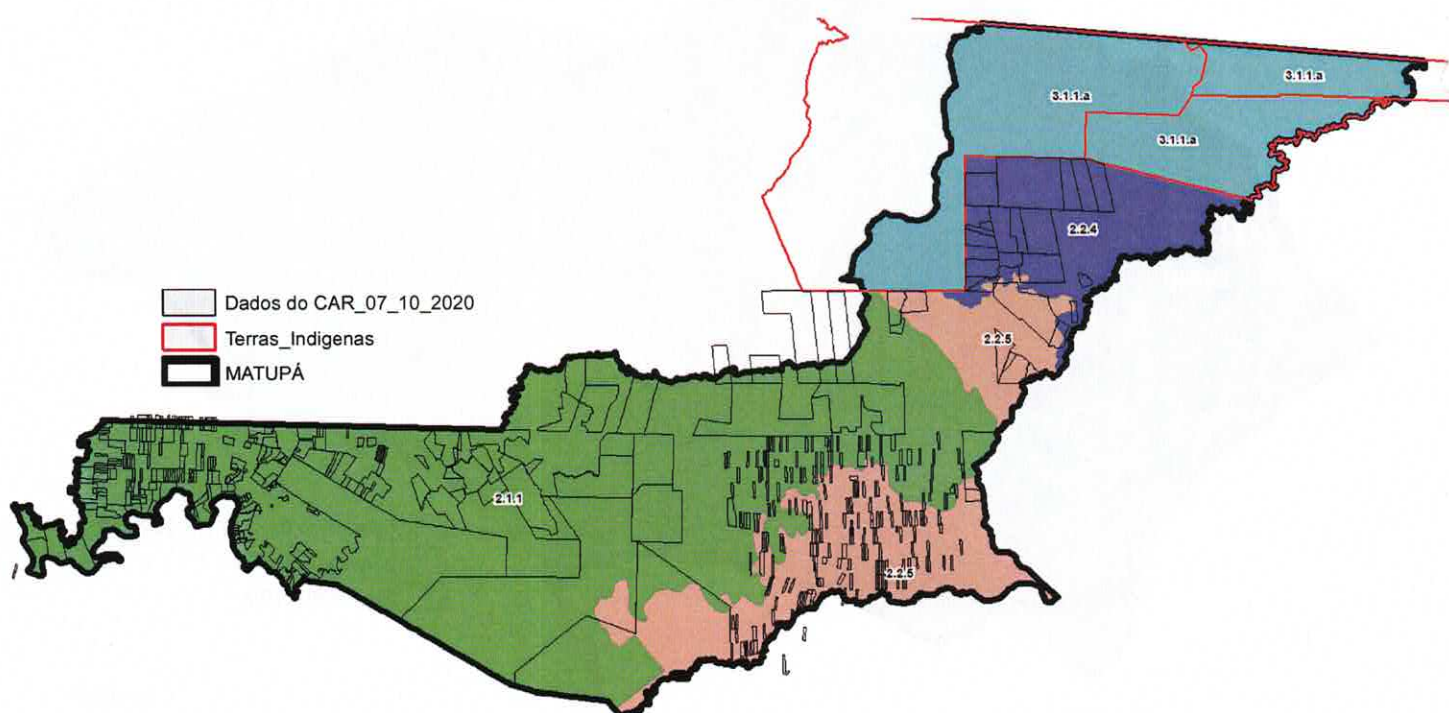 3.1.1.a
3.1.1.a
3.1.1.a
2.2.4
Dados do CAR_07_10_2020
Terras_Indigenas
MATUPÁ
2.2.5
2.1.1
2.2.5